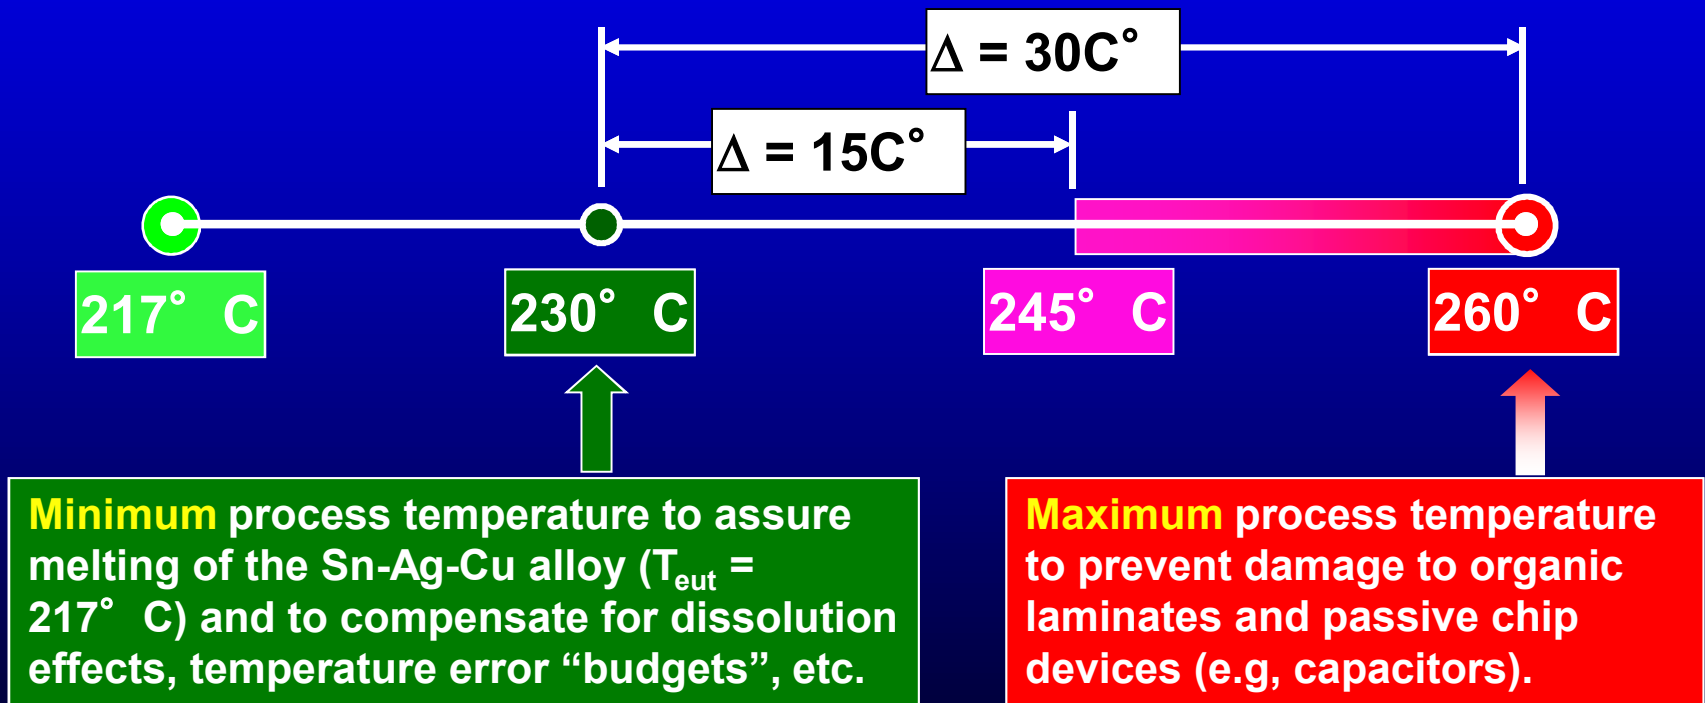 Δ = 30C°
Δ = 15C°
217° C
230° C
245° C
260° C
Minimum process temperature to assure
melting of the Sn-Ag-Cu alloy (Teut =
217° C) and to compensate for dissolution
effects, temperature error “budgets”, etc.
Maximum process temperature
to prevent damage to organic
laminates and passive chip
devices (e.g, capacitors).